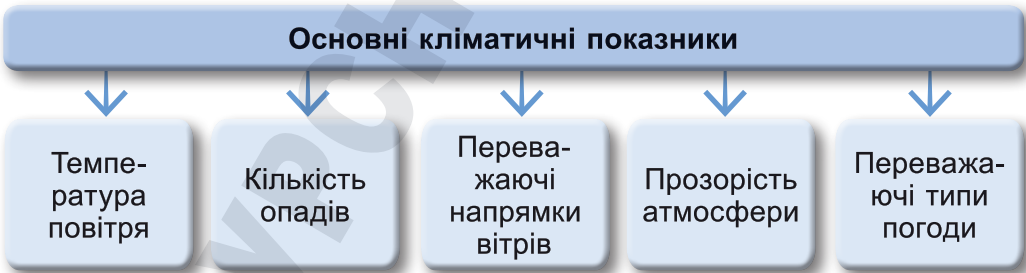 Основні кліматичні показники
Темпе-
ратура
повітря
Кількість
опадів
Перева-
жаючі
напрямки
вітрів
Прозорість
атмосфери
Переважа-
ючі типи
погоди